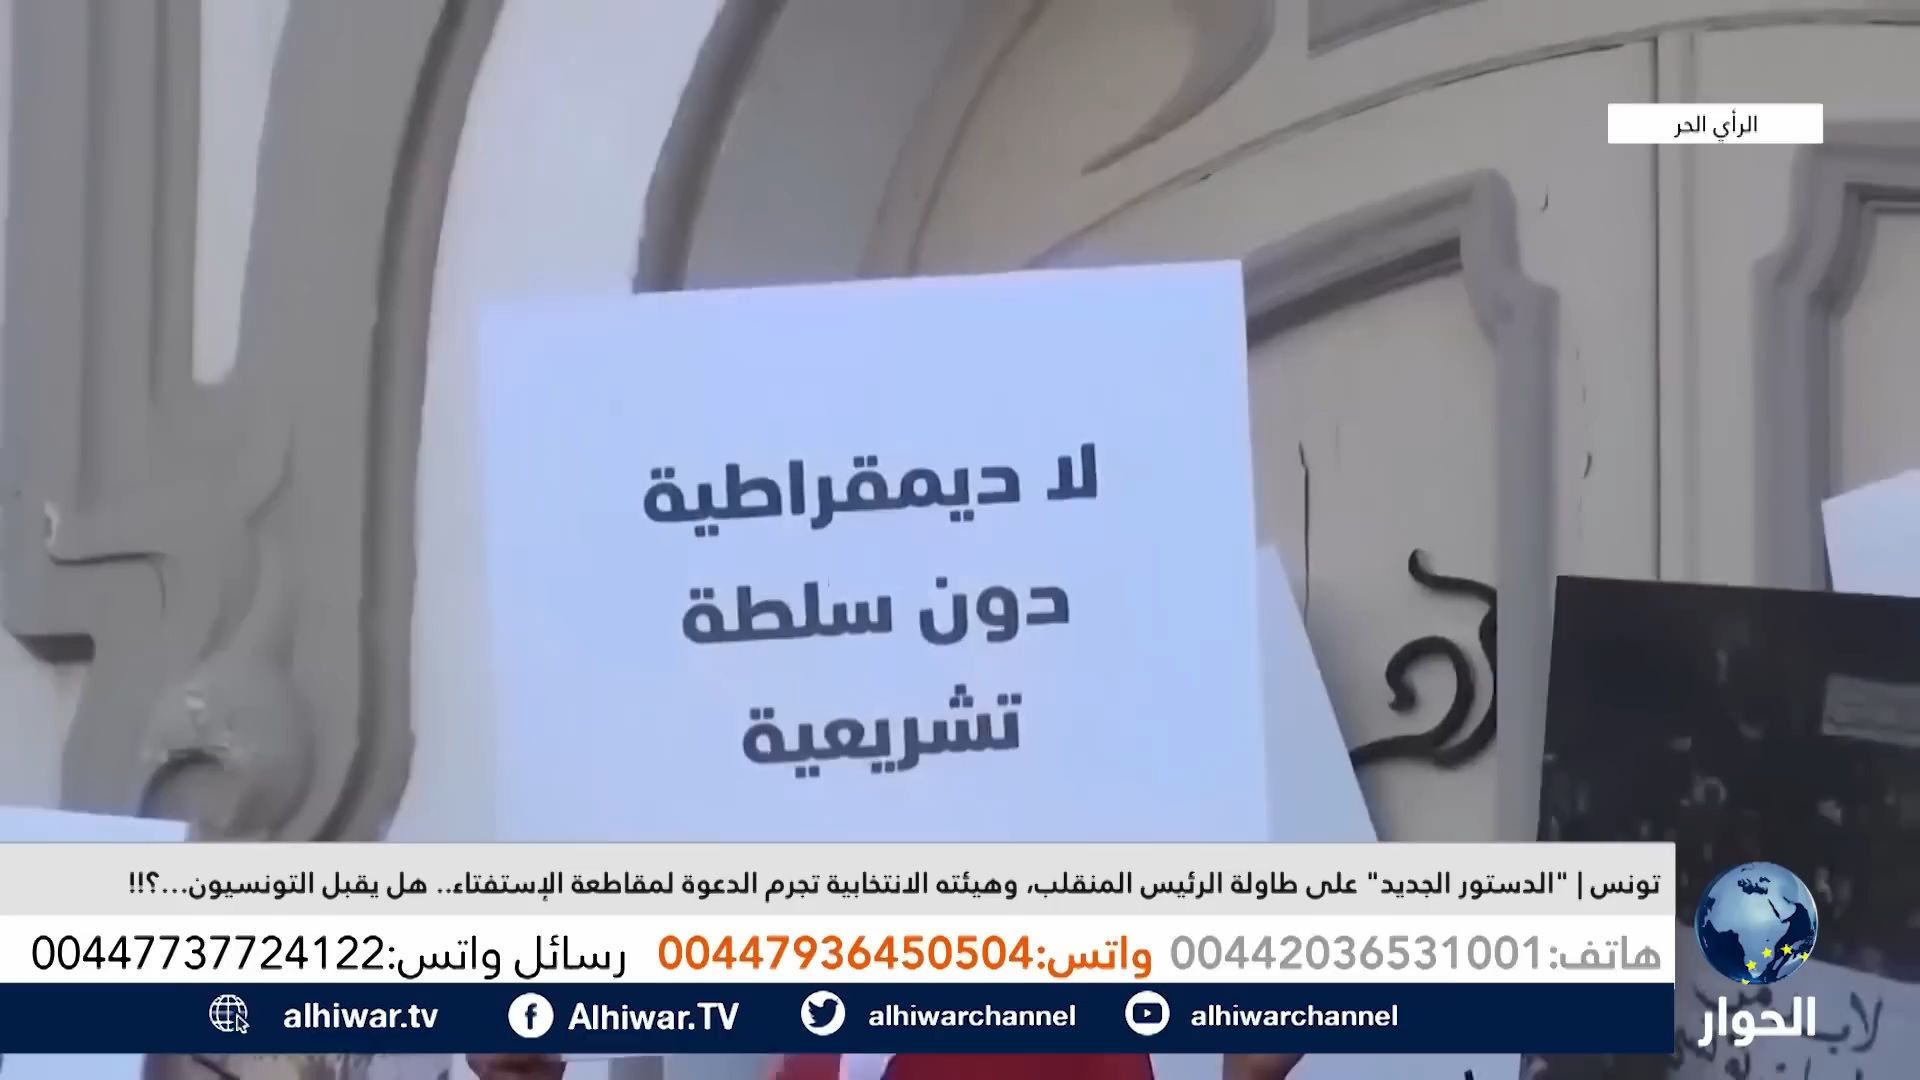 الرأي الحر
لا ديمقراطية
دون سلطة
تشريعية
تونس | "الدستور الجديد" على طاولة الرئيس المنقلب، وهيئته الانتخابية تجرم الدعوة لمقاطعة الإستفتاء.. هل يقبل التونسيون...؟!!
هاتف:00442036531001 واتس:00447936450504 رسائل واتس:00447737724122
alhiwar.tv Alhiwar.TV alhiwarchannel alhiwarchannel
الحوار